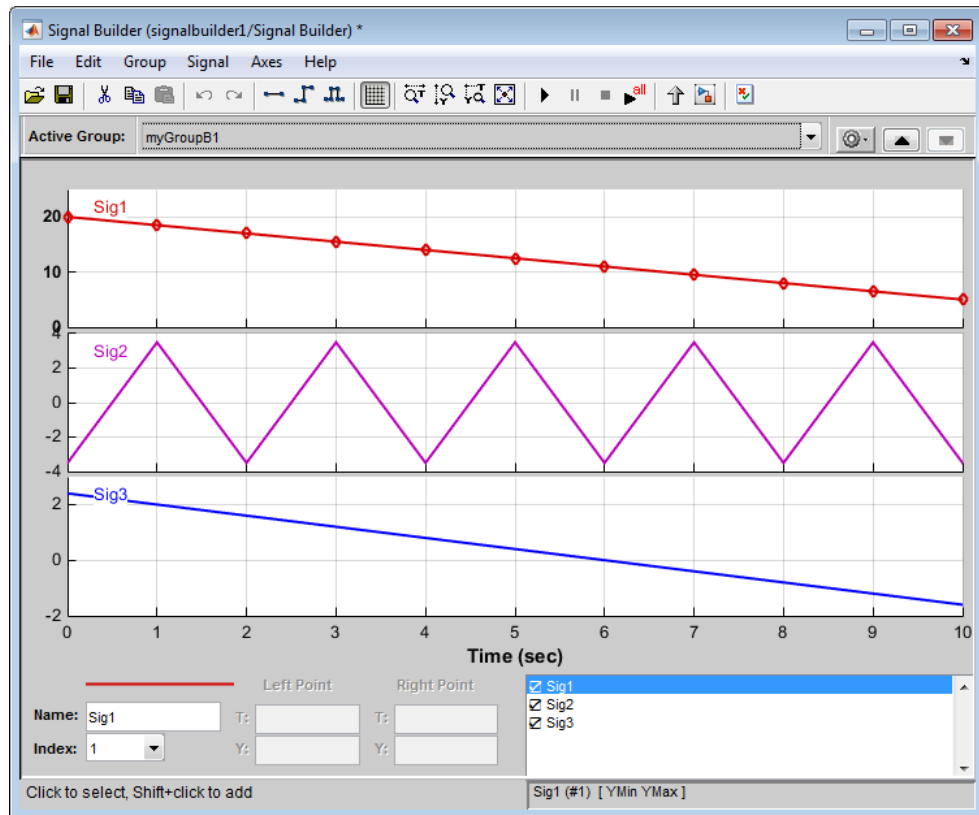 Signal Builder (signalbuilder1/Signal Builder) *
File Edit Group Signal Axes Help
all
Active Group: myGroupB1
Sig1
20
10
0
Sig2
4
2
0
-2
-4
Sig3
2
0
-2
0 1 2 3 4 5 6 7 8 9 10
Time (sec)
Left Point Right Point
Name: Sig1 T: T:
Index: 1 Y: Y:
Sig1
Sig2
Sig3
Click to select, Shift+click to add
Sig1 (#1) [ YMin YMax ]